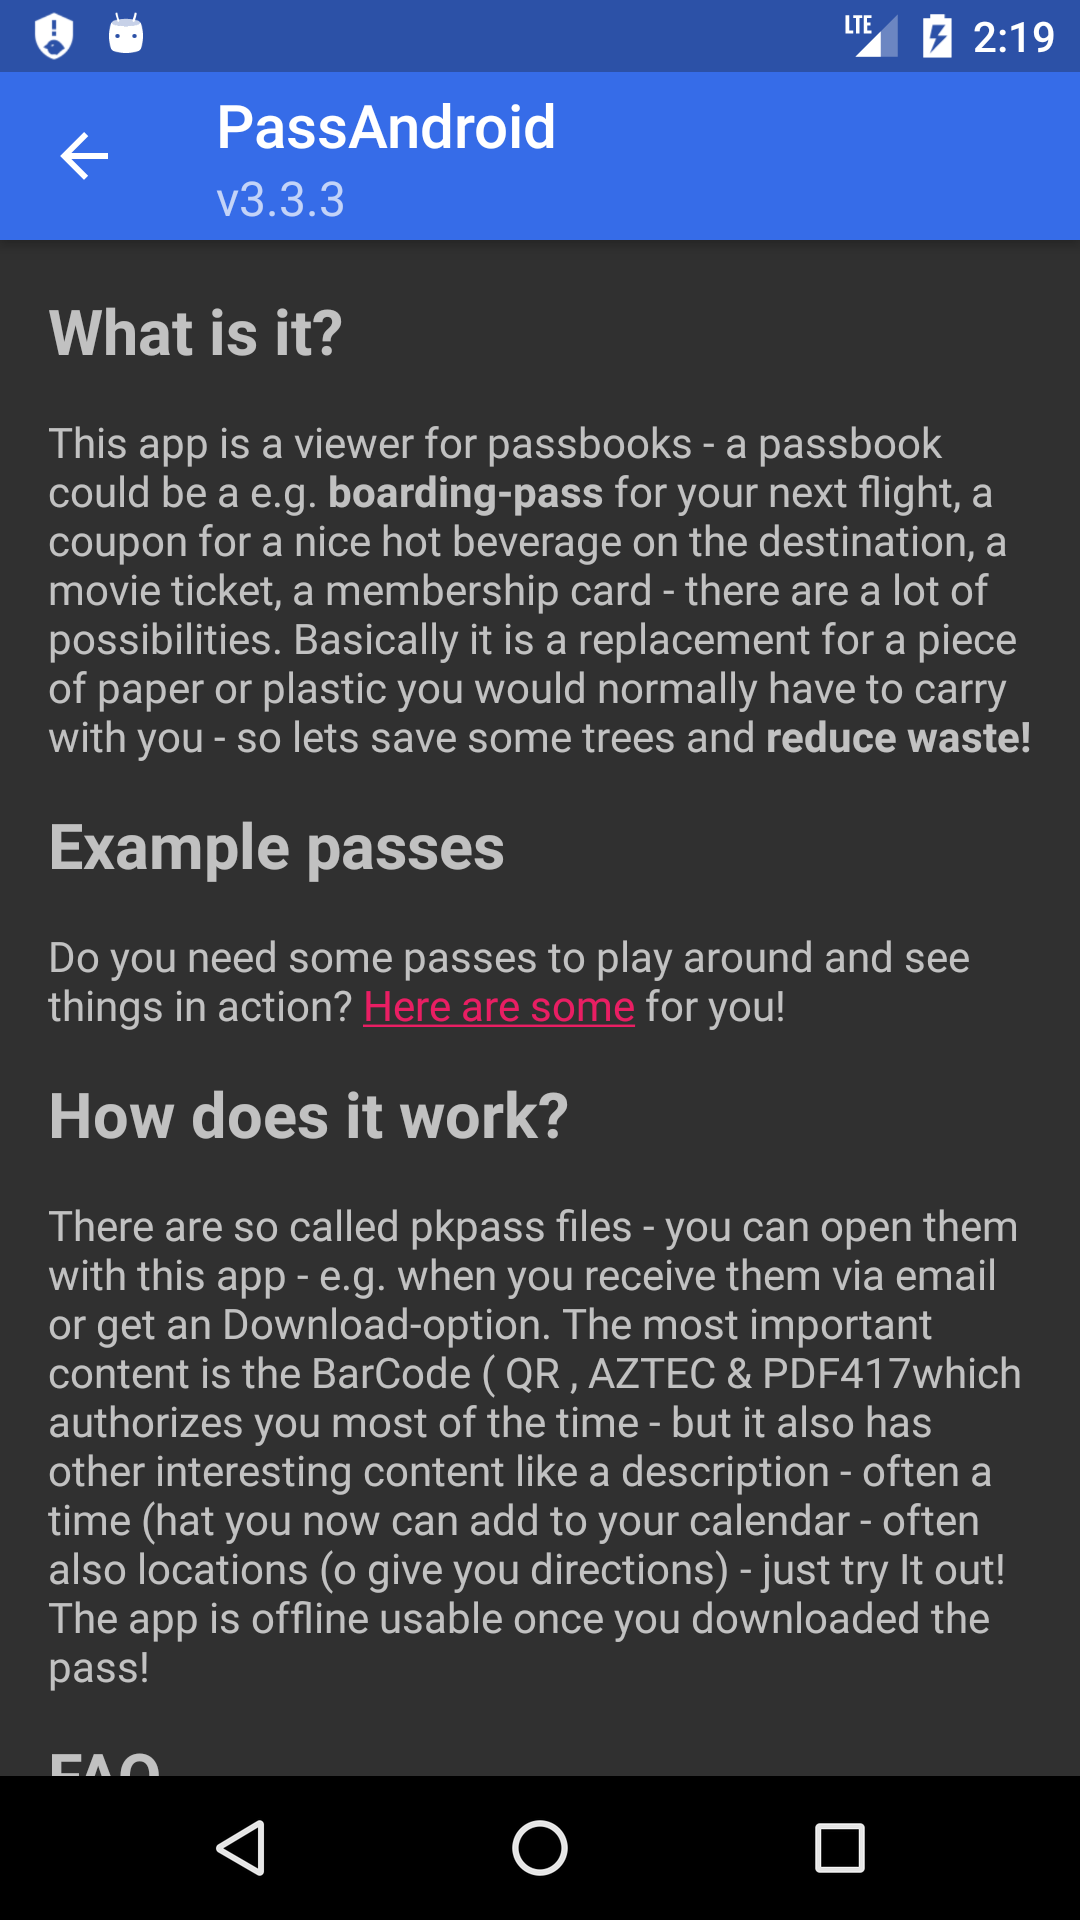 LTE 2:19
PassAndroid
v3.3.3
What is it?
This app is a viewer for passbooks - a passbook
could be a e.g. boarding-pass for your next flight, a
coupon for a nice hot beverage on the destination, a
movie ticket, a membership card - there are a lot of
possibilities. Basically it is a replacement for a piece
of paper or plastic you would normally have to carry
with you - so lets save some trees and reduce waste!
Example passes
Do you need some passes to play around and see
things in action? Here are some for you!
How does it work?
There are so called pkpass files - you can open them
with this app - e.g. when you receive them via email
or get an Download-option. The most important
content is the BarCode ( QR , AZTEC & PDF417which
authorizes you most of the time - but it also has
other interesting content like a description - often a
time (hat you now can add to your calendar - often
also locations (o give you directions) - just try It out!
The app is offline usable once you downloaded the
pass!
FAQ